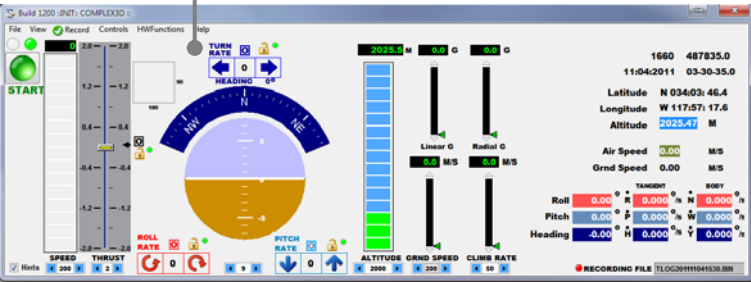 Build 1200 ::INIT:: COMPLEX3D ::
File View Record Controls HWFunctions Help
START
0
2.0 2.0
1.2 1.2
0.4 0.4
-0.4 -0.4
-1.2 -1.2
-2.0 -2.0
SPEED THRUST
Hints 200 2
90
180
TURN RATE
0
HEADING 0°
NW N NE
5
0
-5
ROLL RATE
0
9
PITCH RATE
0
2025.5 M
ALTITUDE
2000
0.0 G
Linear G
0.0 G
Radial G
0.0 M/S
GRND SPEED
200
0.0 M/S
CLIMB RATE
50
1660 487835.0
11:04:2011 03-30-35.0
Latitude N 034:03: 46.4
Longitude W 117:57: 17.6
Altitude 2025.47 M
Air Speed 0.00 M/S
Grnd Speed 0.00 M/S
TANGENT BODY
Roll 0.00 ° R 0.000 °/s N 0.000 °/s
Pitch 0.00 ° P 0.000 °/s W 0.000 °/s
Heading -0.00 ° H 0.000 °/s Y 0.000 °/s
RECORDING FILE TLOG201111041530.BIN